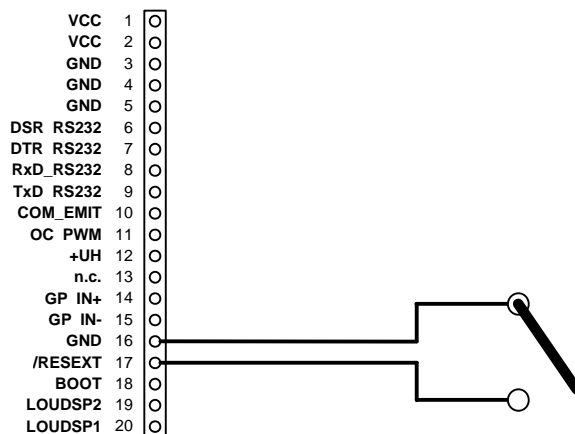 VCC 1
VCC 2
GND 3
GND 4
GND 5
DSR RS232 6
DTR RS232 7
RxD_RS232 8
TxD RS232 9
COM_EMIT 10
OC PWM 11
+UH 12
n.c. 13
GP IN+ 14
GP IN- 15
GND 16
/RESEXT 17
BOOT 18
LOUDSP2 19
LOUDSP1 20